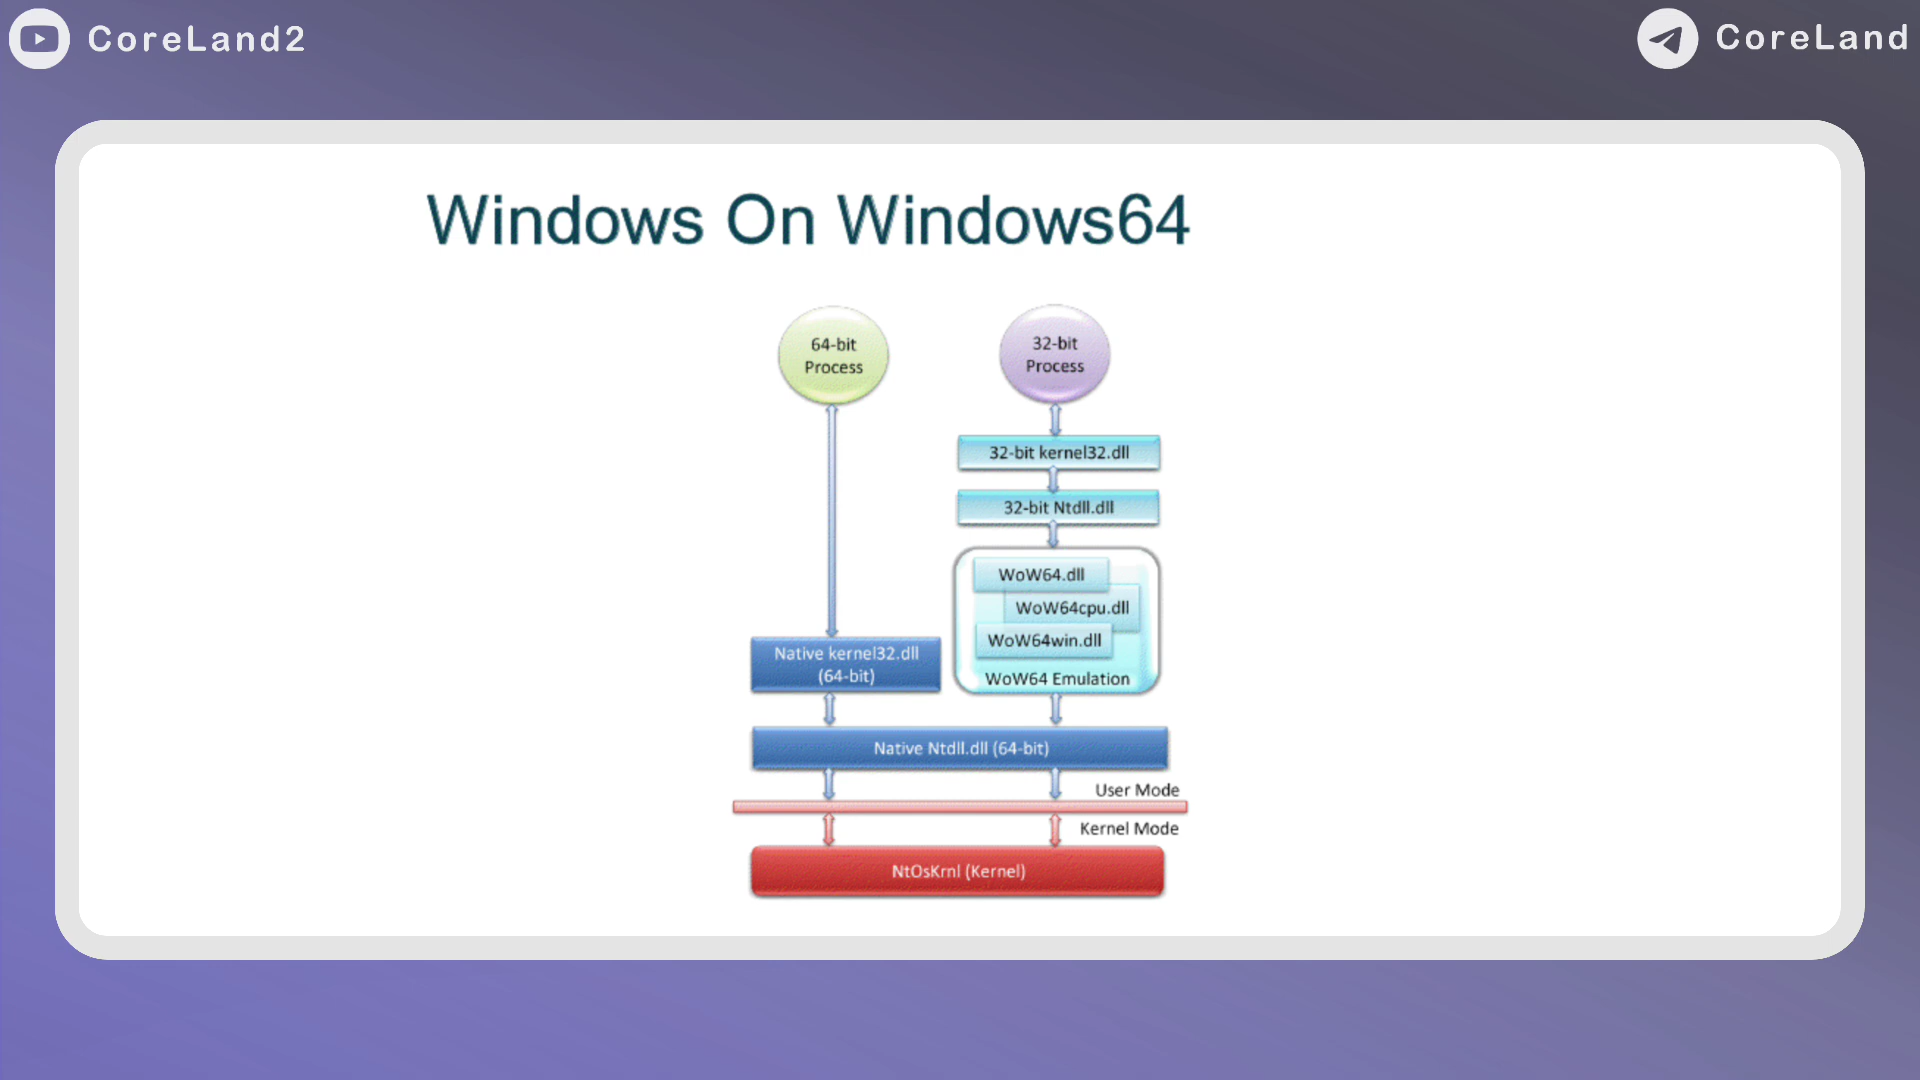 CoreLand2
CoreLand
Windows On Windows64
64-bit
Process
32-bit
Process
32-bit kernel32.dll
32-bit Ntdll.dll
WoW64.dll
WoW64cpu.dll
WoW64win.dll
WoW64 Emulation
Native kernel32.dll
(64-bit)
Native Ntdll.dll (64-bit)
User Mode
Kernel Mode
NtOsKrnl (Kernel)